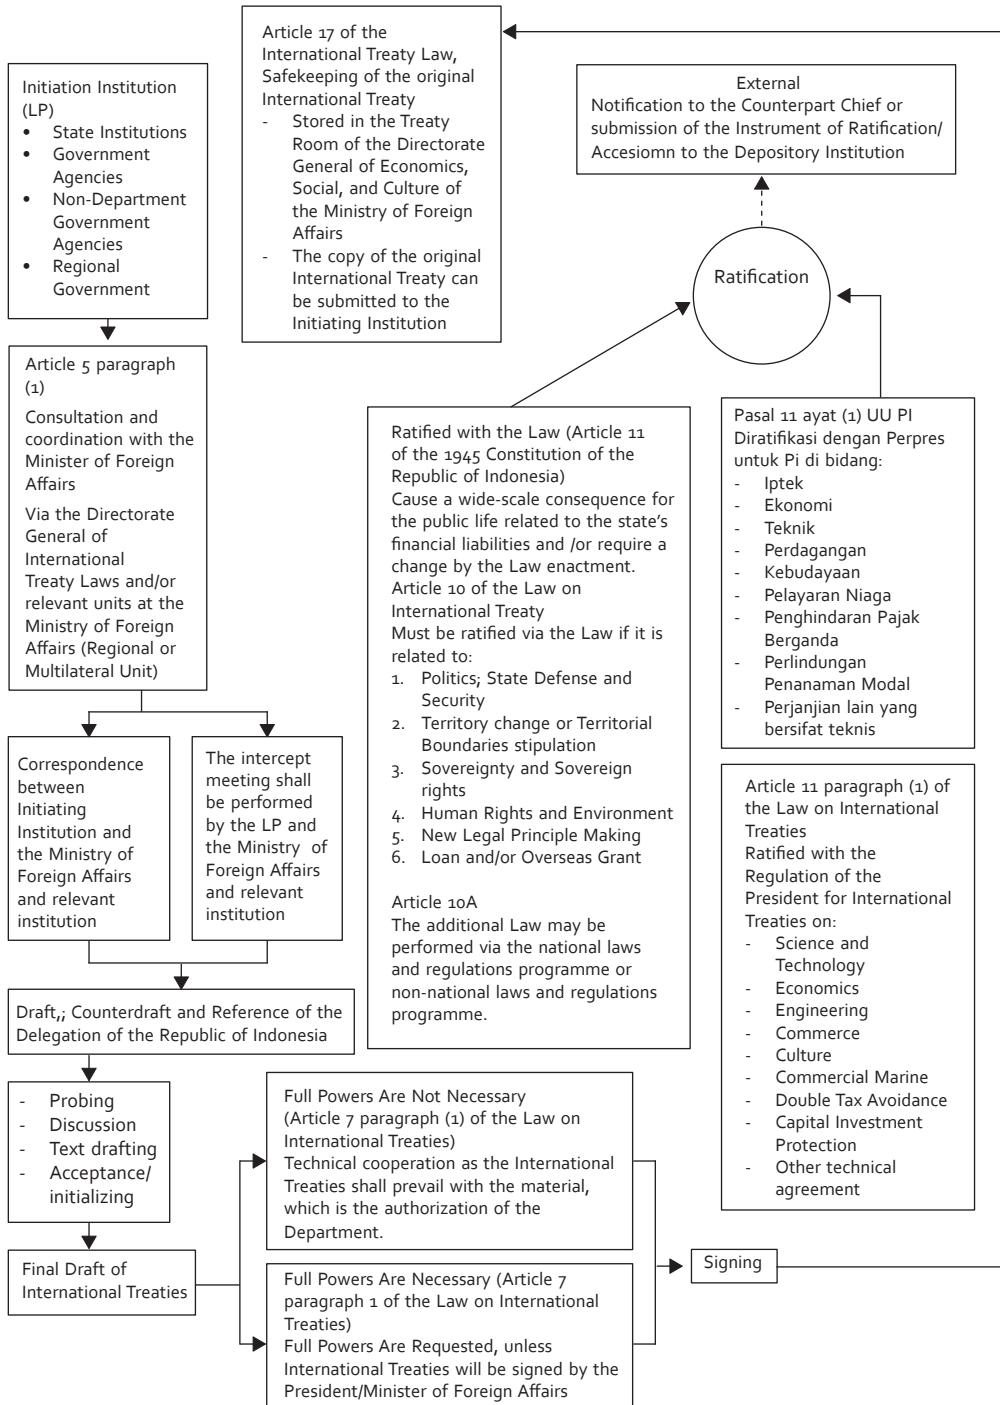 Initiation Institution
(LP)
• State Institutions
• Government
Agencies
• Non-Department
Government
Agencies
• Regional
Government
Article 5 paragraph
(1)
Consultation and
coordination with the
Minister of Foreign
Affairs
Via the Directorate
General of
International
Treaty Laws and/or
relevant units at the
Ministry of Foreign
Affairs (Regional or
Multilateral Unit)
Correspondence
between
Initiating
Institution and
the Ministry of
Foreign Affairs
and relevant
institution
The intercept
meeting shall
be performed
by the LP and
the Ministry of
Foreign Affairs
and relevant
institution
Draft,; Counterdraft and Reference of the
Delegation of the Republic of Indonesia
- Probing
- Discussion
- Text drafting
- Acceptance/
initializing
Final Draft of
International Treaties
Full Powers Are Not Necessary
(Article 7 paragraph (1) of the Law on
International Treaties)
Technical cooperation as the International
Treaties shall prevail with the material,
which is the authorization of the
Department.
Full Powers Are Necessary (Article 7
paragraph 1 of the Law on International
Treaties)
Full Powers Are Requested, unless
International Treaties will be signed by the
President/Minister of Foreign Affairs
Signing
Article 17 of the
International Treaty Law,
Safekeeping of the original
International Treaty
- Stored in the Treaty
Room of the Directorate
General of Economics,
Social, and Culture of
the Ministry of Foreign
Affairs
- The copy of the original
International Treaty can
be submitted to the
Initiating Institution
Ratified with the Law (Article 11
of the 1945 Constitution of the
Republic of Indonesia)
Cause a wide-scale consequence for
the public life related to the state's
financial liabilities and /or require a
change by the Law enactment.
Article 10 of the Law on
International Treaty
Must be ratified via the Law if it is
related to:
1. Politics; State Defense and
Security
2. Territory change or Territorial
Boundaries stipulation
3. Sovereignty and Sovereign
rights
4. Human Rights and Environment
5. New Legal Principle Making
6. Loan and/or Overseas Grant
Article 10A
The additional Law may be
performed via the national laws
and regulations programme or
non-national laws and regulations
programme.
Pasal 11 ayat (1) UU PI
Diratifikasi dengan Perpres
untuk Pi di bidang:
- Iptek
- Ekonomi
- Teknik
- Perdagangan
- Kebudayaan
- Pelayaran Niaga
- Penghindaran Pajak
Berganda
- Perlindungan
Penanaman Modal
- Perjanjian lain yang
bersifat teknis
Article 11 paragraph (1) of
the Law on International
Treaties
Ratified with the
Regulation of the
President for International
Treaties on:
- Science and
Technology
- Economics
- Engineering
- Commerce
- Culture
- Commercial Marine
- Double Tax Avoidance
- Capital Investment
Protection
- Other technical
agreement
Ratification
External
Notification to the Counterpart Chief or
submission of the Instrument of Ratification/
Accesiomn to the Depository Institution